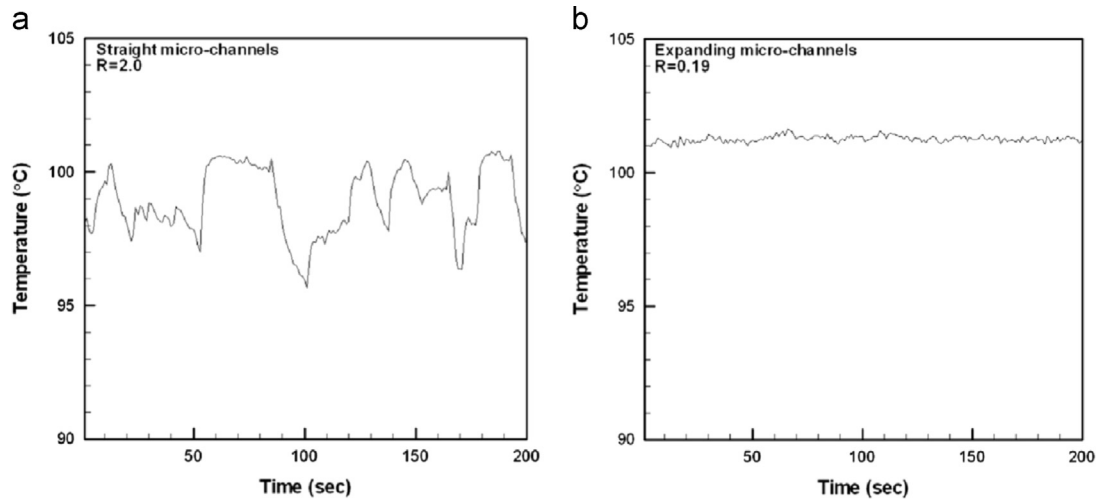 a
105
Straight micro-channels
R=2.0
100
95
90
50
100
150
200
Temperature (°C)
Time (sec)
b
105
Expanding micro-channels
R=0.19
100
95
90
50
100
150
200
Temperature (°C)
Time (sec)